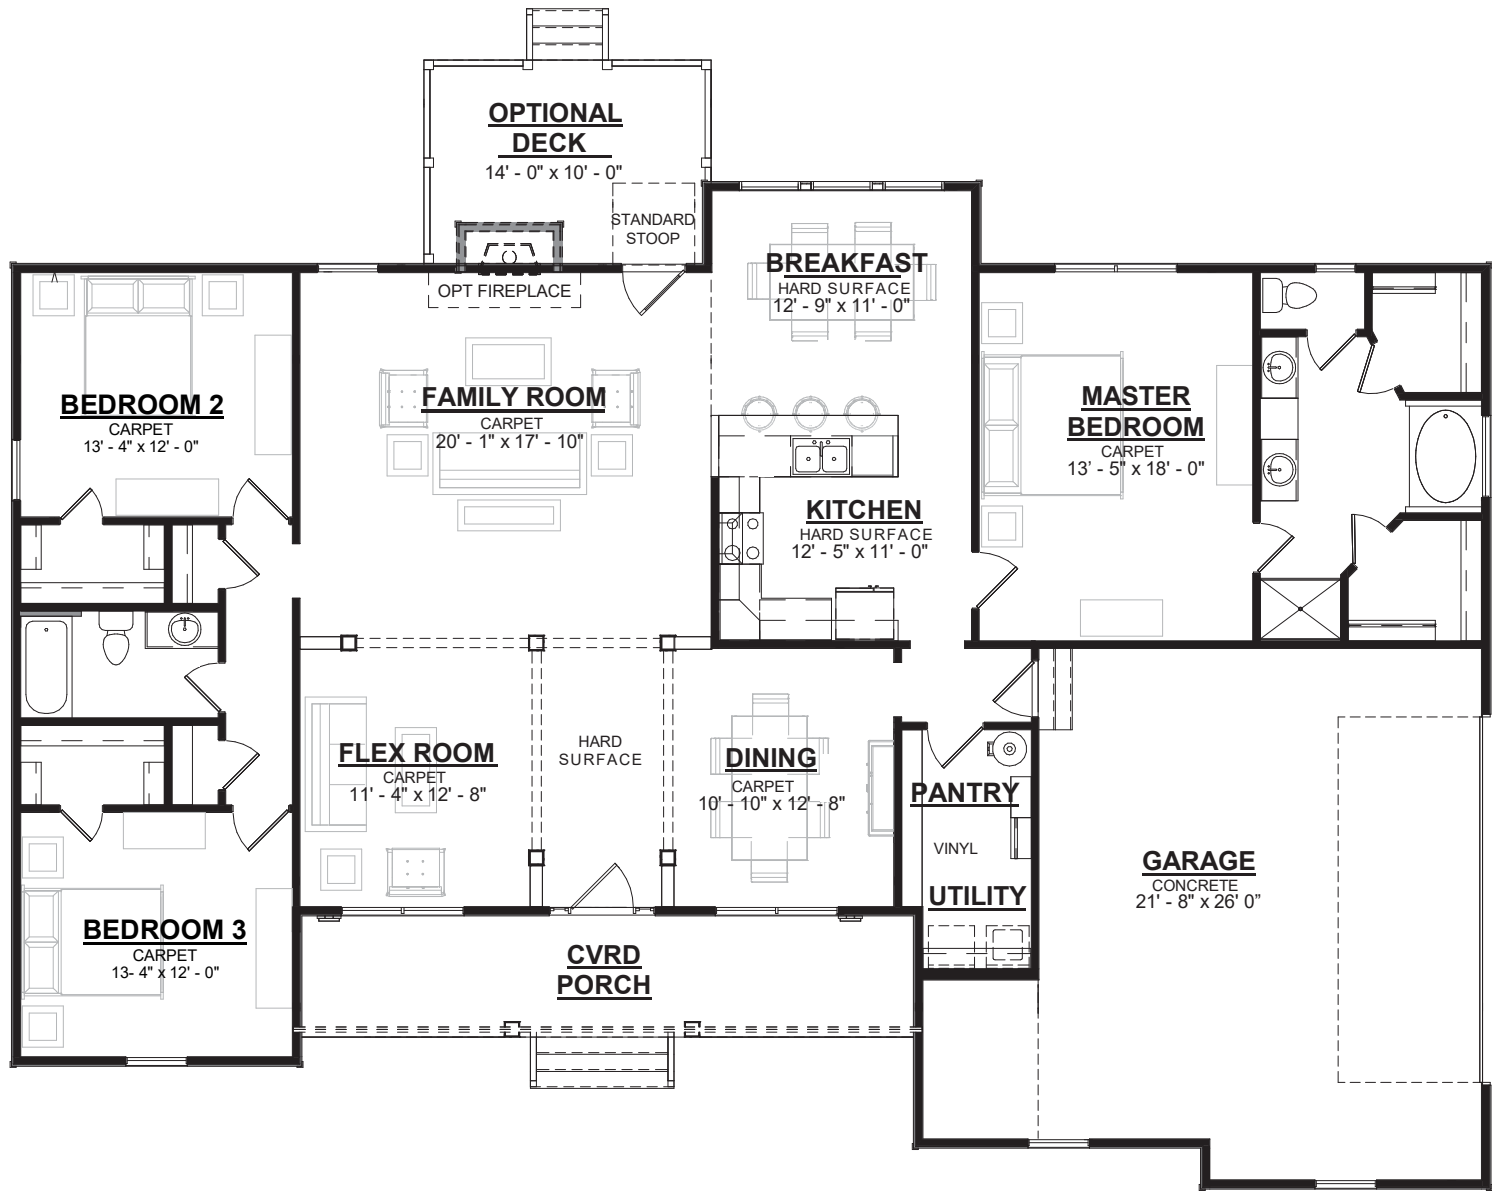 OPTIONAL
DECK
14' - 0" x 10' - 0"
STANDARD
STOOP
OPT FIREPLACE
BREAKFAST
HARD SURFACE
12' - 9" x 11' - 0"
BEDROOM 2
CARPET
13' - 4" x 12' - 0"
FAMILY ROOM
CARPET
20' - 1" x 17' - 10"
MASTER
BEDROOM
CARPET
13' - 5" x 18' - 0"
KITCHEN
HARD SURFACE
12' - 5" x 11' - 0"
FLEX ROOM
CARPET
11' - 4" x 12' - 8"
HARD
SURFACE
DINING
CARPET
10' - 10" x 12' - 8"
PANTRY
VINYL
UTILITY
GARAGE
CONCRETE
21' - 8" x 26' 0”
BEDROOM 3
CARPET
13- 4" x 12' - 0"
CVRD
PORCH